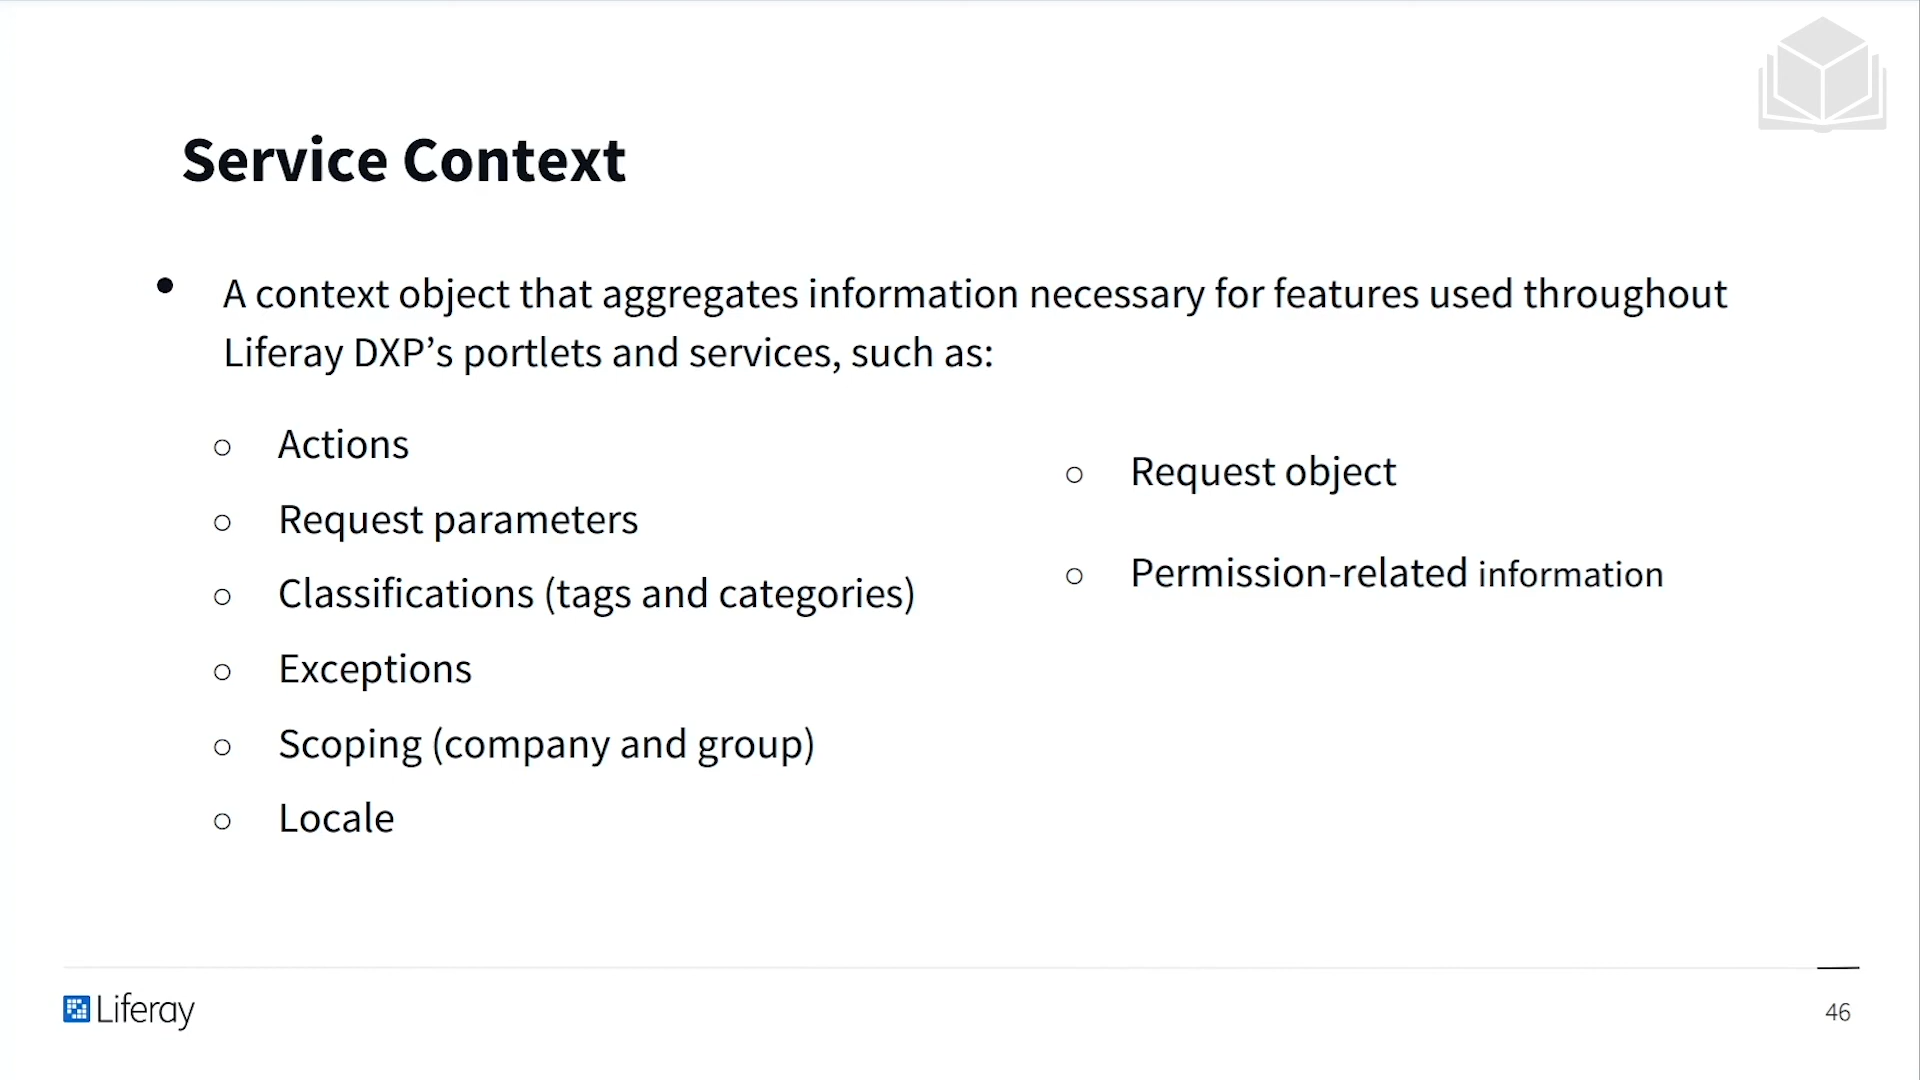 Service Context
● A context object that aggregates information necessary for features used throughout
Liferay DXP’s portlets and services, such as:
○ Actions
○ Request parameters
○ Classifications (tags and categories)
○ Exceptions
○ Scoping (company and group)
○ Locale
○ Request object
○ Permission-related information
Liferay
46